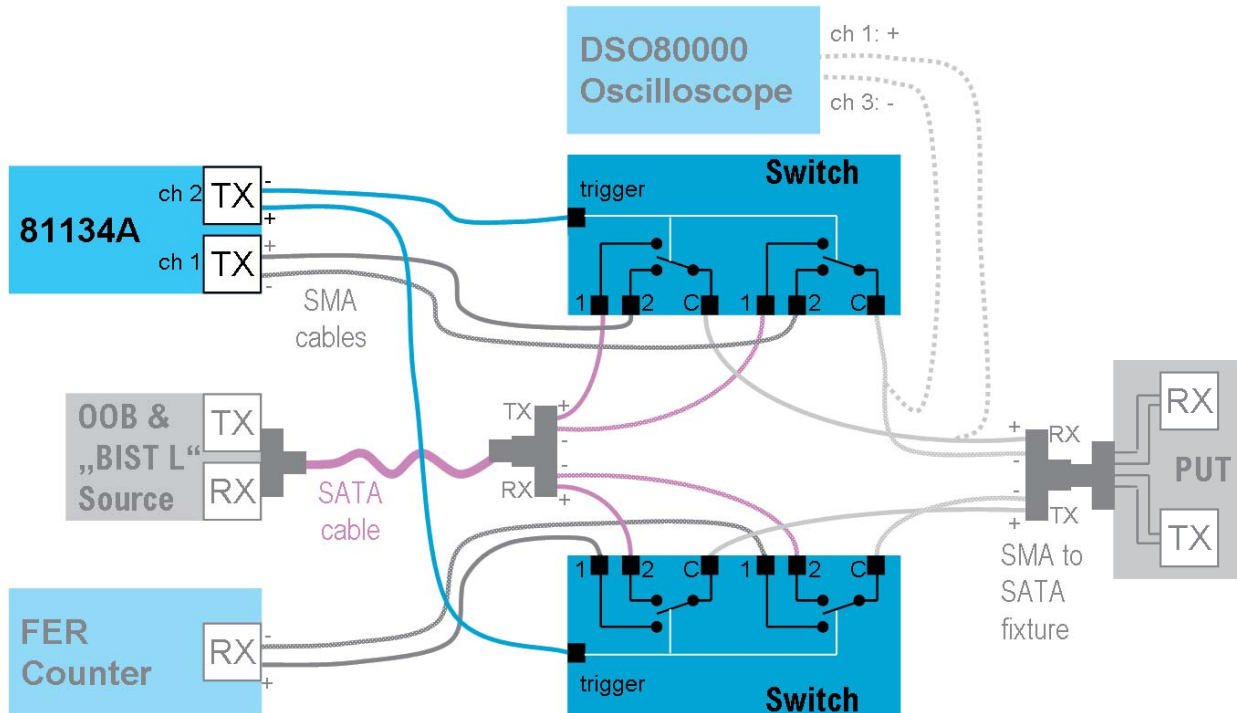 ch 1: +
DSO80000
Oscilloscope
ch 3: -
Switch
trigger
81134A
ch 2
TX
-
+
ch 1
TX
+
-
SMA
cables
1
2
C
1
2
C
OOB &
„BIST L“
Source
TX
RX
SATA
cable
TX
+
-
-
RX
+
+
RX
-
-
TX
+
RX
PUT
TX
SMA to
SATA
fixture
FER
Counter
RX
-
+
1
2
C
1
2
C
trigger
Switch